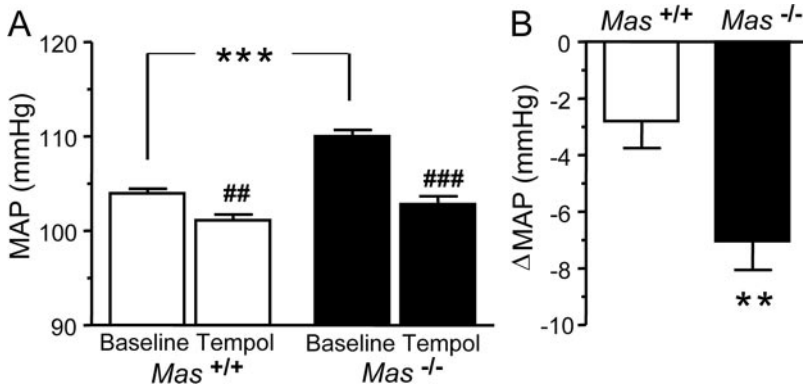 A
MAP (mmHg)
120
110
100
90
***
##
###
Baseline Tempol Baseline Tempol
Mas +/+ Mas -/-
B
Mas +/+ Mas -/-
ΔMAP (mmHg)
0
-2
-4
-6
-8
-10
**